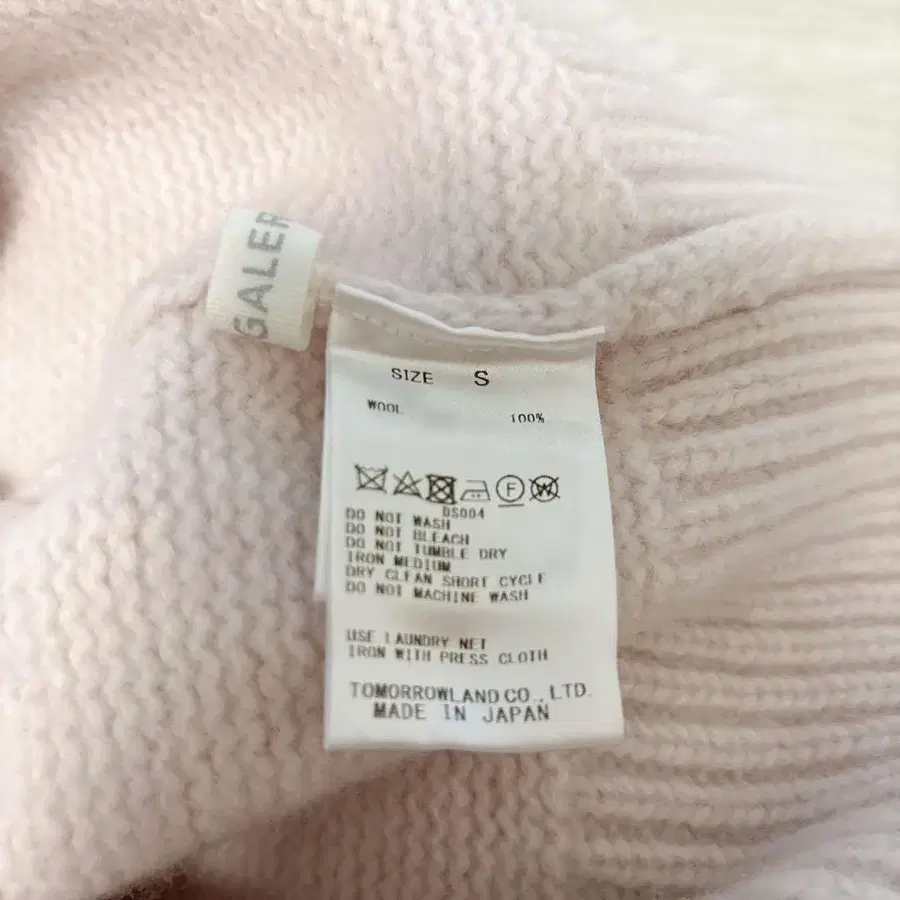 GALER
SIZE S
WOOL 100%
F W
DS004
DO NOT WASH
DO NOT BLEACH
DO NOT TUMBLE DRY
IRON MEDIUM
DRY CLEAN SHORT CYCLE
DO NOT MACHINE WASH
USE LAUNDRY NET
IRON WITH PRESS CLOTH
TOMORROWLAND CO., LTD.
MADE IN JAPAN